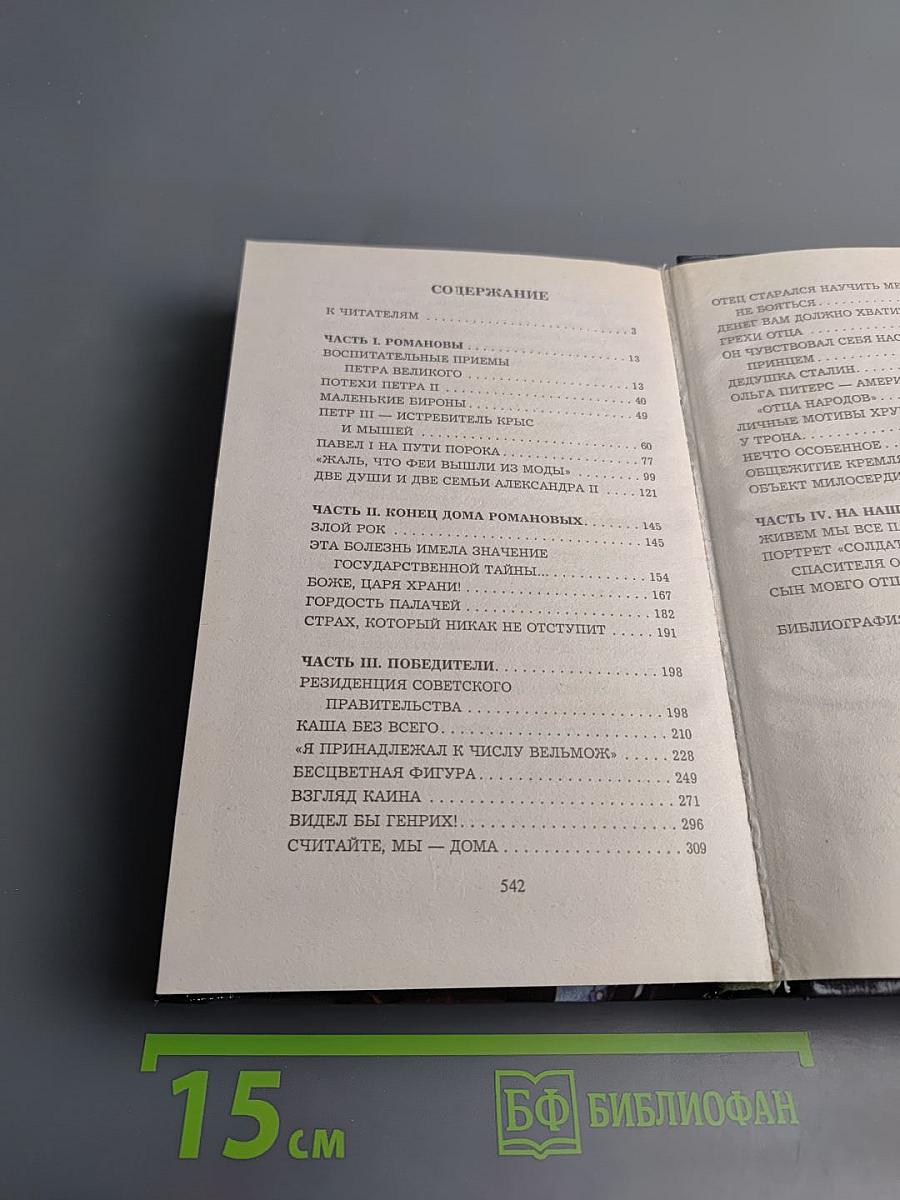 СОДЕРЖАНИЕ
К ЧИТАТЕЛЯМ .......... 3
ЧАСТЬ I. РОМАНОВЫ .......... 13
ВОСПИТАТЕЛЬНЫЕ ПРИЕМЫ
ПЕТРА ВЕЛИКОГО .......... 13
ПОТЕХИ ПЕТРА II .......... 40
МАЛЕНЬКИЕ БИРОНЫ .......... 49
ПЕТР III — ИСТРЕБИТЕЛЬ КРЫС
И МЫШЕЙ .......... 60
ПАВЕЛ I НА ПУТИ ПОРОКА .......... 77
«ЖАЛЬ, ЧТО ФЕИ ВЫШЛИ ИЗ МОДЫ» .......... 99
ДВЕ ДУШИ И ДВЕ СЕМЬИ АЛЕКСАНДРА II .... 121
ЧАСТЬ II. КОНЕЦ ДОМА РОМАНОВЫХ .......... 145
ЗЛОЙ РОК .......... 145
ЭТА БОЛЕЗНЬ ИМЕЛА ЗНАЧЕНИЕ
ГОСУДАРСТВЕННОЙ ТАЙНЫ... .......... 154
БОЖЕ, ЦАРЯ ХРАНИ! .......... 167
ГОРДОСТЬ ПАЛАЧЕЙ .......... 182
СТРАХ, КОТОРЫЙ НИКАК НЕ ОТСТУПИТ ..... 191
ЧАСТЬ III. ПОБЕДИТЕЛИ .......... 198
РЕЗИДЕНЦИЯ СОВЕТСКОГО
ПРАВИТЕЛЬСТВА .......... 198
КАША БЕЗ ВСЕГО .......... 210
«Я ПРИНАДЛЕЖАЛ К ЧИСЛУ ВЕЛЬМОЖ» ..... 228
БЕСЦВЕТНАЯ ФИГУРА .......... 249
ВЗГЛЯД КАИНА .......... 271
ВИДЕЛ БЫ ГЕНРИХ! .......... 296
СЧИТАЙТЕ, МЫ — ДОМА .......... 309
542
ОТЕЦ СТАРАЛСЯ НАУЧИТЬ
НЕ БОЯТЬСЯ
ДЕНЕГ ВАМ ДОЛЖНО
ГРЕХИ ОТЦА
ОН ЧУВСТВОВАЛ СЕБЯ
ПРИНЦЕМ
ДЕДУШКА СТАЛИН
ОЛЬГА ПИТЕРС —
«ОТЦА НАРОДОВ»
ЛИЧНЫЕ МОТИВЫ
У ТРОНА
НЕЧТО ОСОБЕННОЕ
ОБЩЕЖИТИЕ
ОБЪЕКТ
ЧАСТЬ IV. НА
ЖИВЕМ МЫ ВСЕ
ПОРТРЕТ
СПАСИТЕЛЯ
СЫН МОЕГО
БИБЛИОГРАФИЯ
15 см
БФ БИБЛИОФАН